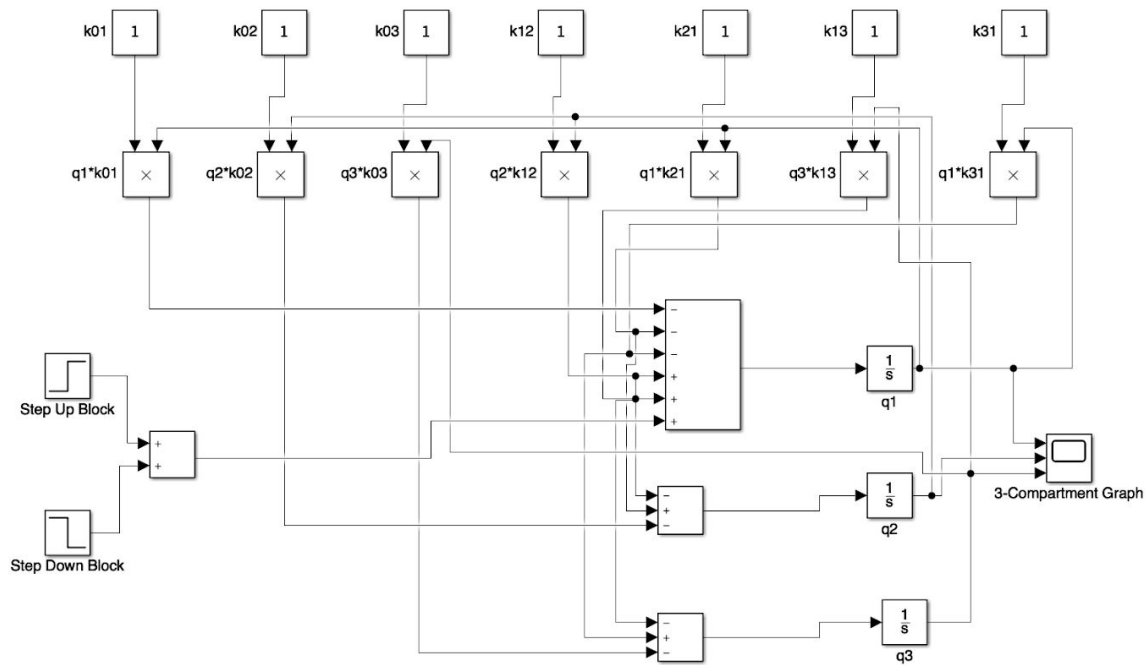 k01 1
k02 1
k03 1
k12 1
k21 1
k13 1
k31 1
q1*k01 ×
q2*k02 ×
q3*k03 ×
q2*k12 ×
q1*k21 ×
q3*k13 ×
q1*k31 ×
−
−
−
+
+
+
1
s
q1
Step Up Block
+
+
Step Down Block
−
+
−
1
s
q2
3-Compartment Graph
−
+
−
1
s
q3